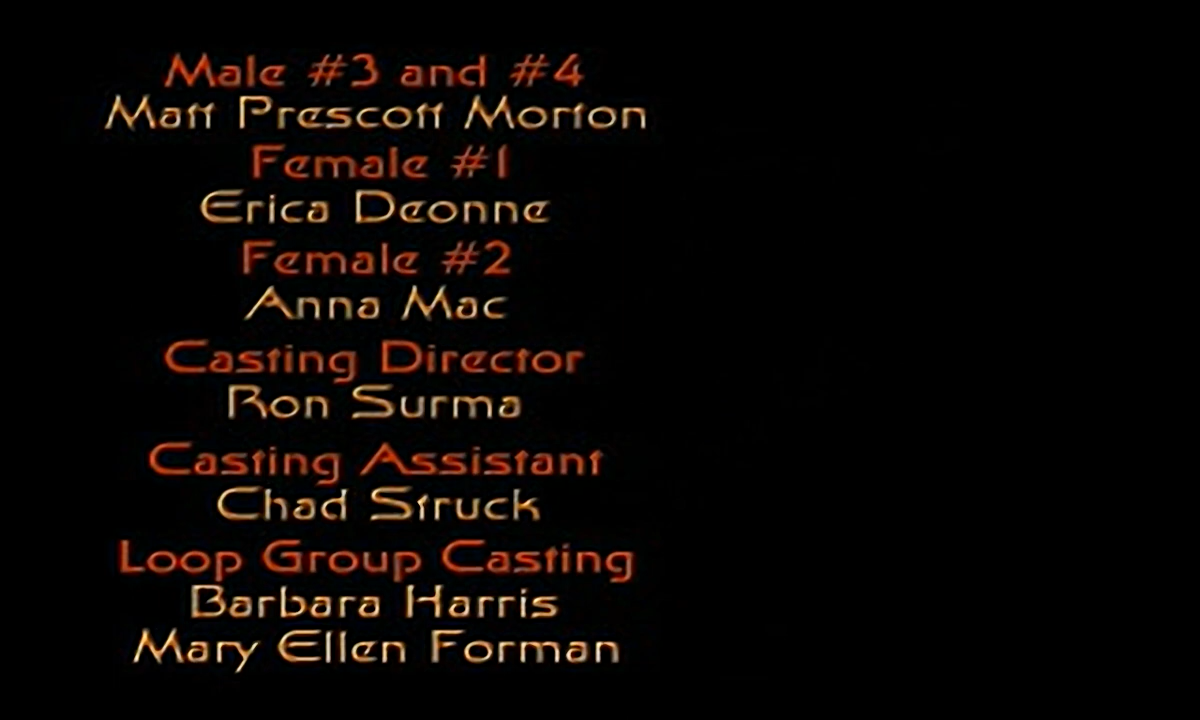 Male #3 and #4
Matt Prescott Morton
Female #1
Erica Deonne
Female #2
Anna Mac
Casting Director
Ron Surma
Casting Assistant
Chad Struck
Loop Group Casting
Barbara Harris
Mary Ellen Forman